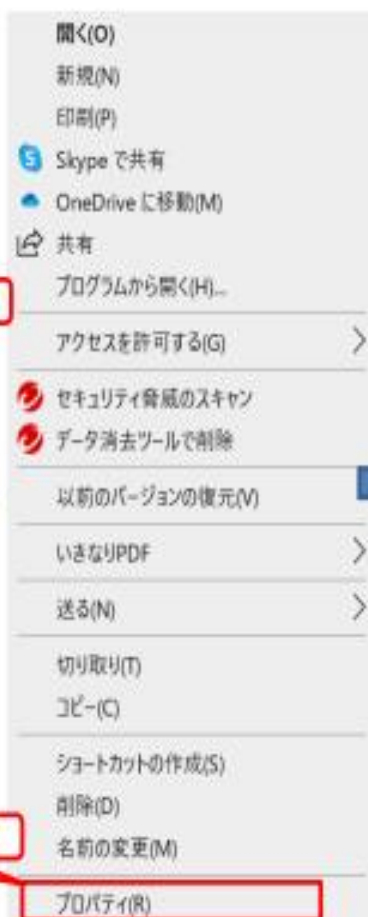 開く(O)
新規(N)
印刷(P)
Skype で共有
OneDrive に移動(M)
共有
プログラムから開く(H)...
アクセスを許可する(G)
セキュリティ脅威のスキャン
データ消去ツールで削除
以前のバージョンの復元(V)
いきなりPDF
送る(N)
切り取り(T)
コピー(C)
ショートカットの作成(S)
削除(D)
名前の変更(M)
プロパティ(R)